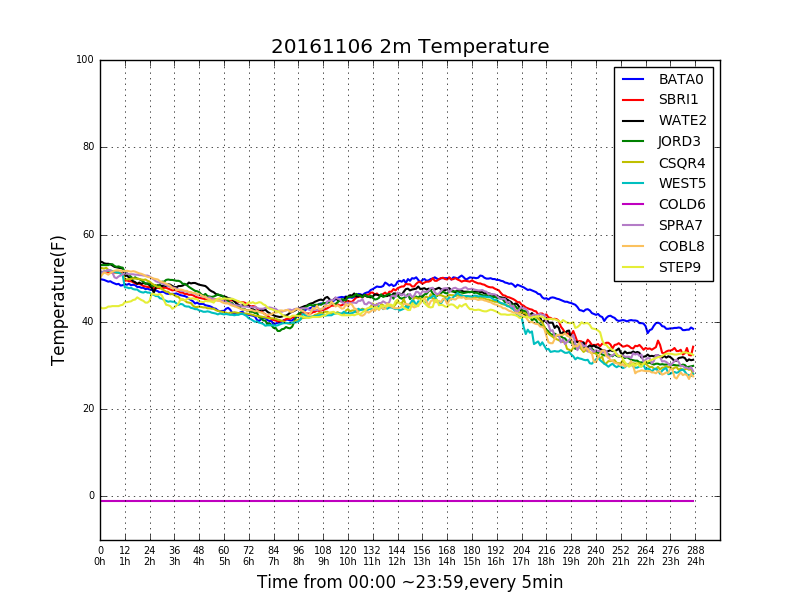 20161106 2m Temperature
100
80
60
40
20
0
Temperature(F)
BATA0
SBRI1
WATE2
JORD3
CSQR4
WEST5
COLD6
SPRA7
COBL8
STEP9
0 12 24 36 48 60 72 84 96 108 120 132 144 156 168 180 192 204 216 228 240 252 264 276 288
0h 1h 2h 3h 4h 5h 6h 7h 8h 9h 10h 11h 12h 13h 14h 15h 16h 17h 18h 19h 20h 21h 22h 23h 24h
Time from 00:00 ~23:59,every 5min